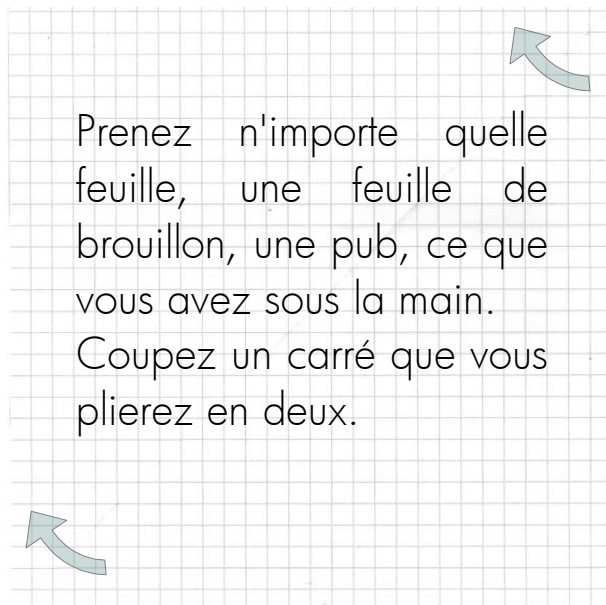 Prenez n'importe quelle
feuille, une feuille de
brouillon, une pub, ce que
vous avez sous la main.
Coupez un carré que vous
plierez en deux.